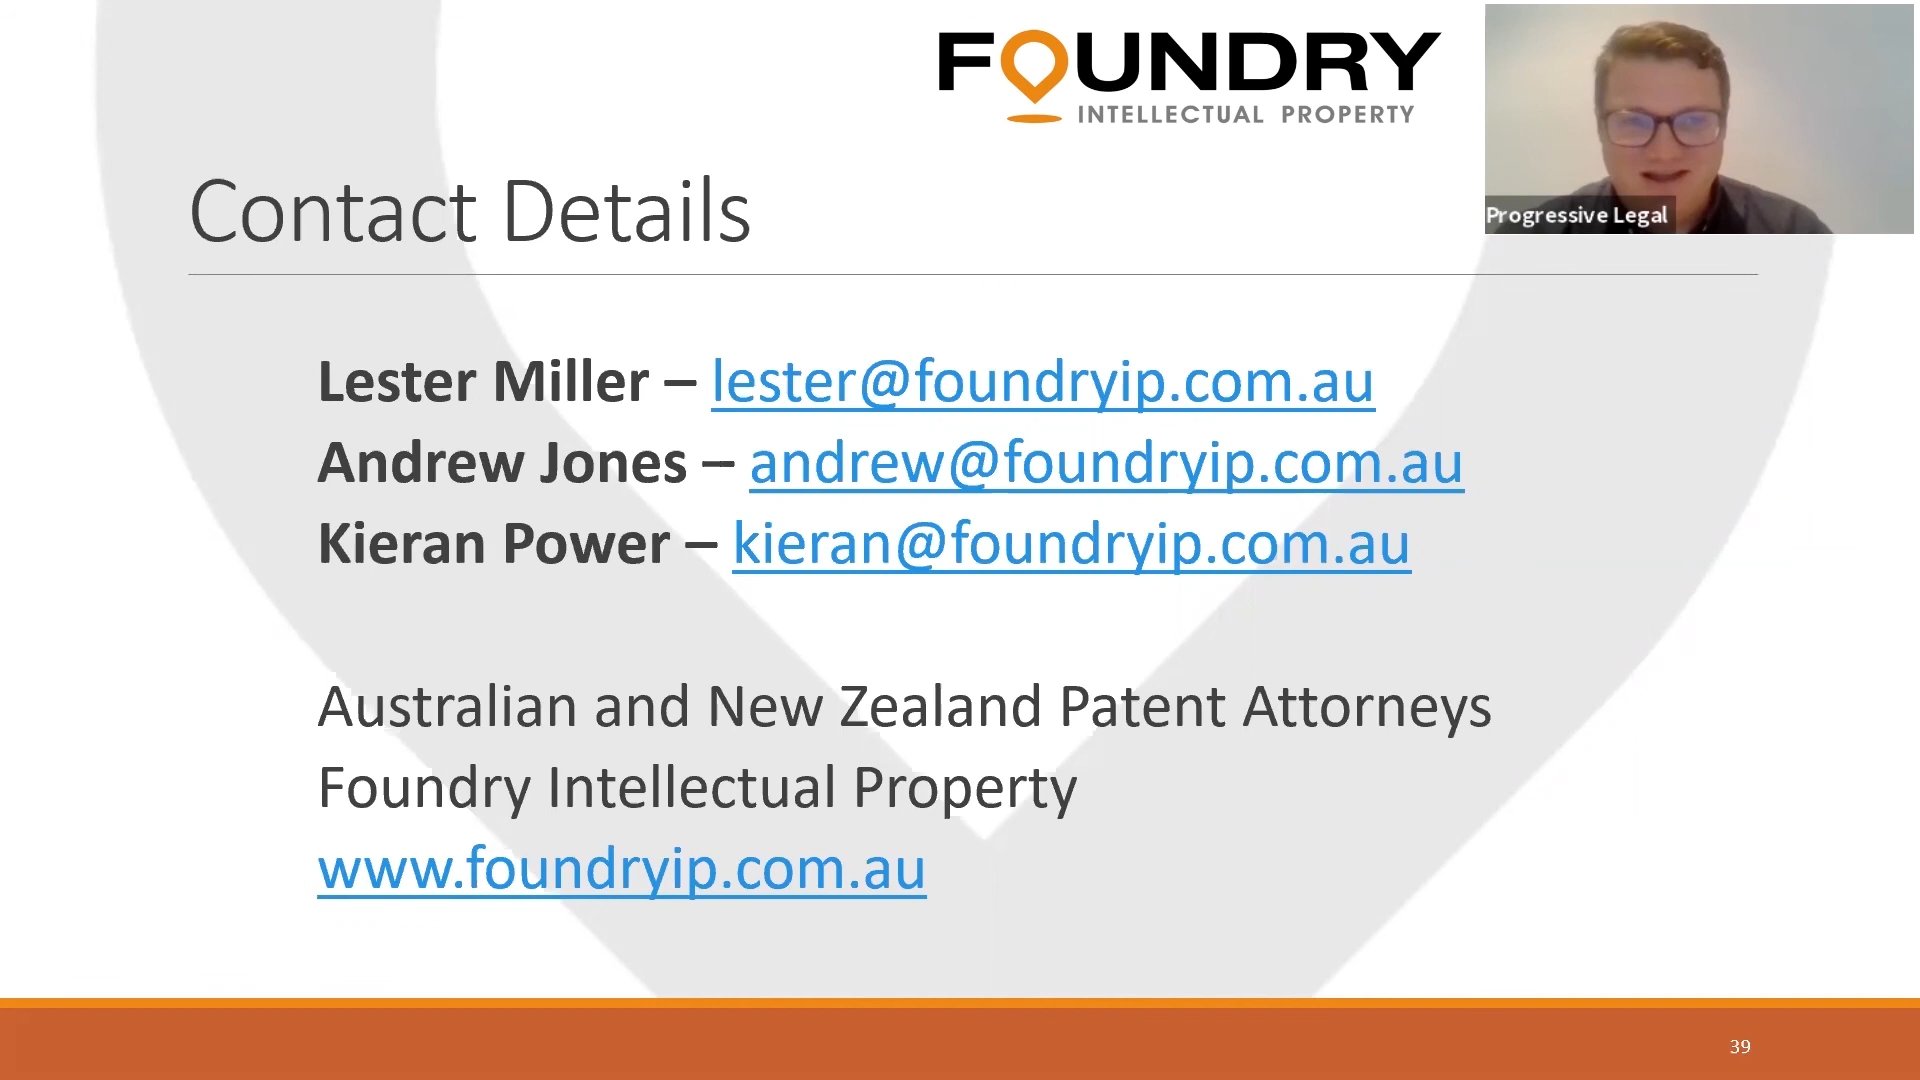 FOUNDRY
INTELLECTUAL PROPERTY
Progressive Legal
Contact Details
Lester Miller – lester@foundryip.com.au
Andrew Jones – andrew@foundryip.com.au
Kieran Power – kieran@foundryip.com.au
Australian and New Zealand Patent Attorneys
Foundry Intellectual Property
www.foundryip.com.au
39